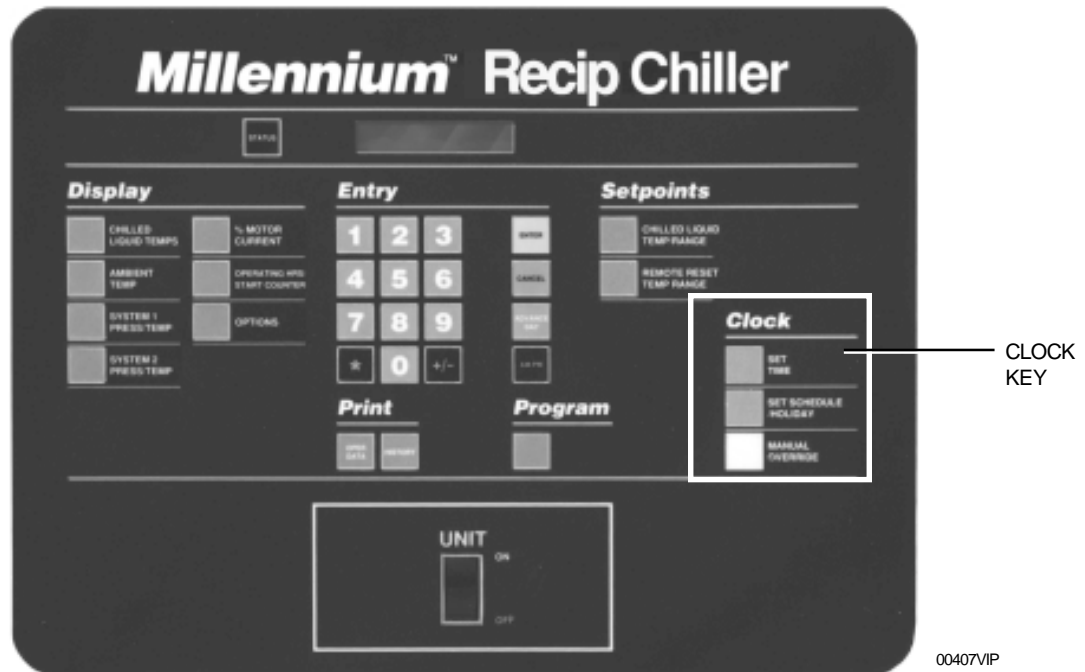 Millennium™ Recip Chiller
STATUS
Display
CHILLED
LIQUID TEMPS
% MOTOR
CURRENT
AMBIENT
TEMP
OPERATING HRS
START COUNTER
SYSTEM 1
PRESS/TEMP
OPTIONS
SYSTEM 2
PRESS/TEMP
Entry
1 2 3
ENTER
4 5 6
CANCEL
7 8 9
ADVANCE
DAY
* 0 +/-
AM/PM
Print
OPER
DATA
HISTORY
Program
Setpoints
CHILLED LIQUID
TEMP RANGE
REMOTE RESET
TEMP RANGE
Clock
SET
TIME
SET SCHEDULE
/HOLIDAY
MANUAL
OVERRIDE
CLOCK
KEY
UNIT
ON
OFF
00407VIP